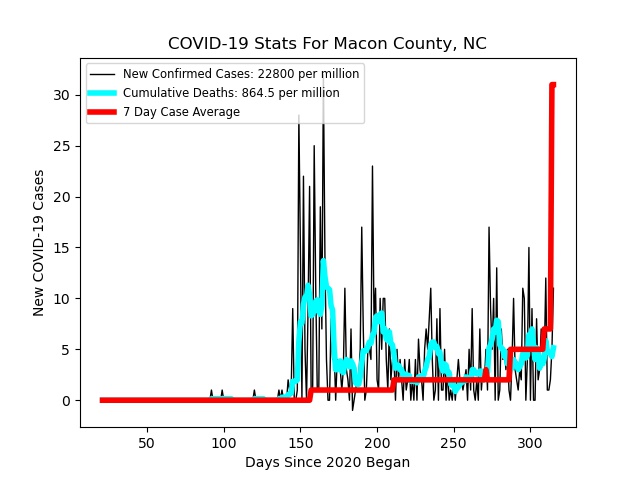 COVID-19 Stats For Macon County, NC
New Confirmed Cases: 22800 per million
Cumulative Deaths: 864.5 per million
7 Day Case Average
New COVID-19 Cases
30
25
20
15
10
5
0
50
100
150
200
250
300
Days Since 2020 Began